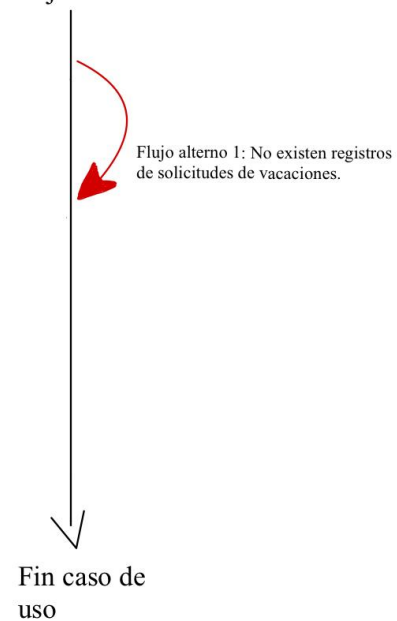 Flujo alterno 1: No existen registros
de solicitudes de vacaciones.
Fin caso de
uso